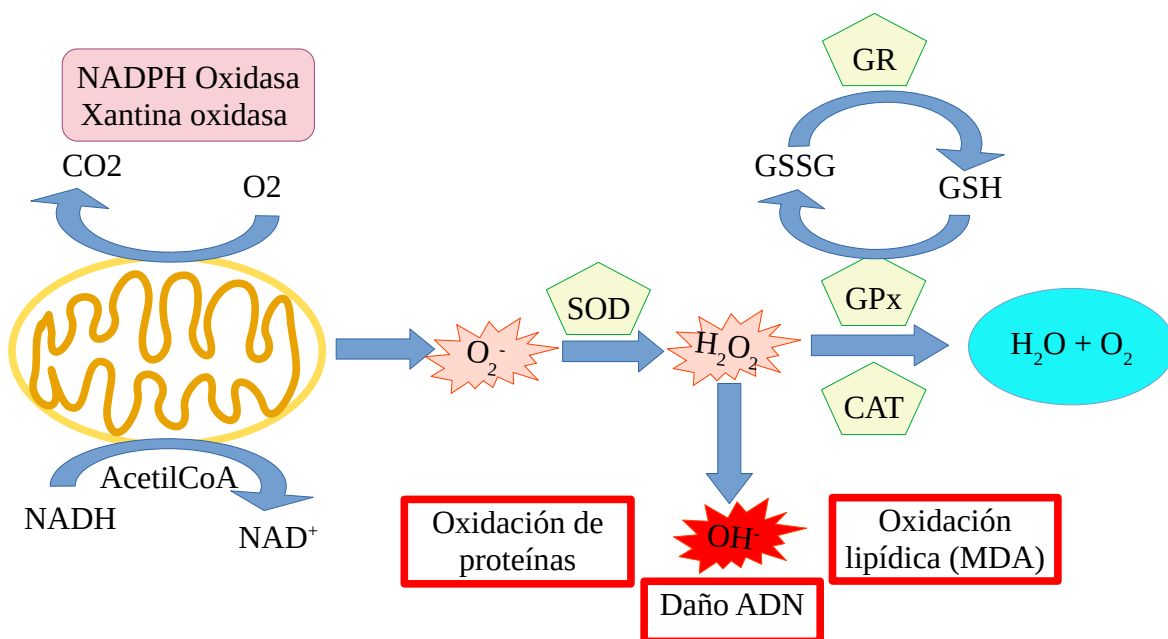 NADPH Oxidasa
Xantina oxidasa
CO2
O2
GR
GSSG
GSH
SOD
GPx
CAT
O₂⁻
H₂O₂
H₂O + O₂
AcetilCoA
NADH
NAD⁺
Oxidación de
proteínas
OH⁻
Oxidación
lipídica (MDA)
Daño ADN